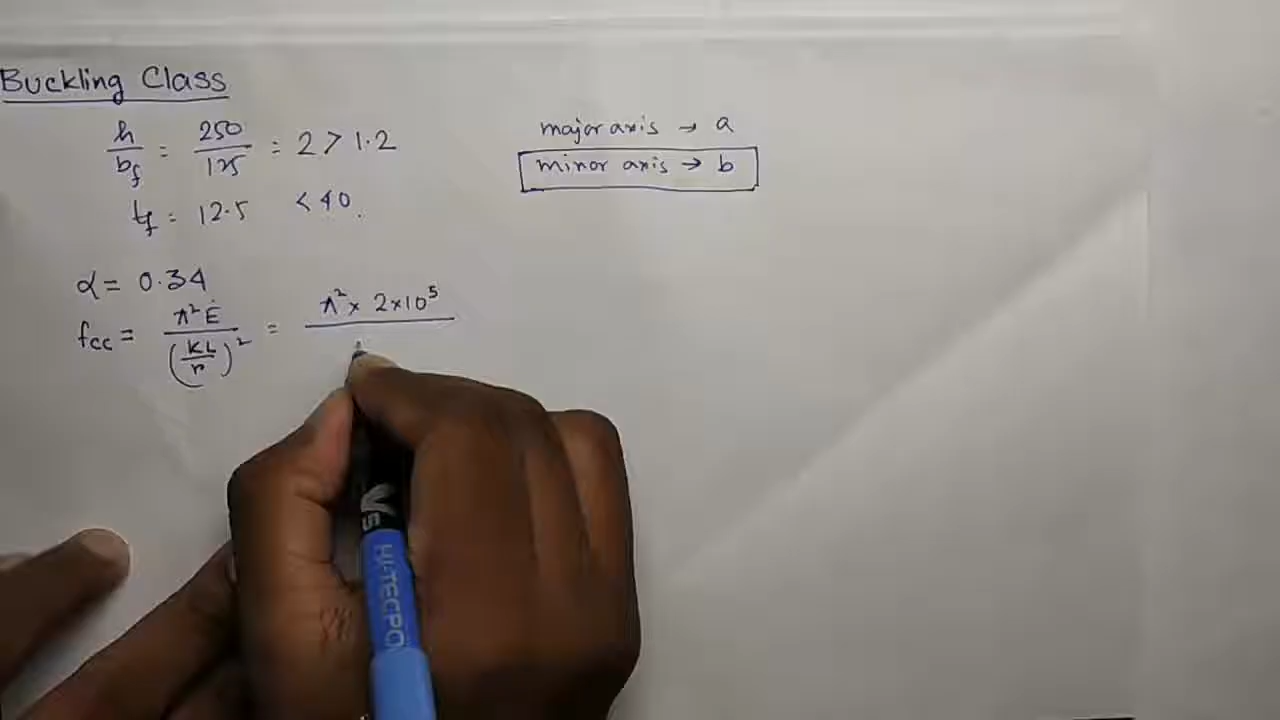 Buckling Class
h/bf = 250/125 = 2 > 1.2
tf = 12.5 < 40.
major axis → a
minor axis → b
α = 0.34
fcc = π²E/(KL/r)² = π² × 2×10⁵
V5
HI-TECPO